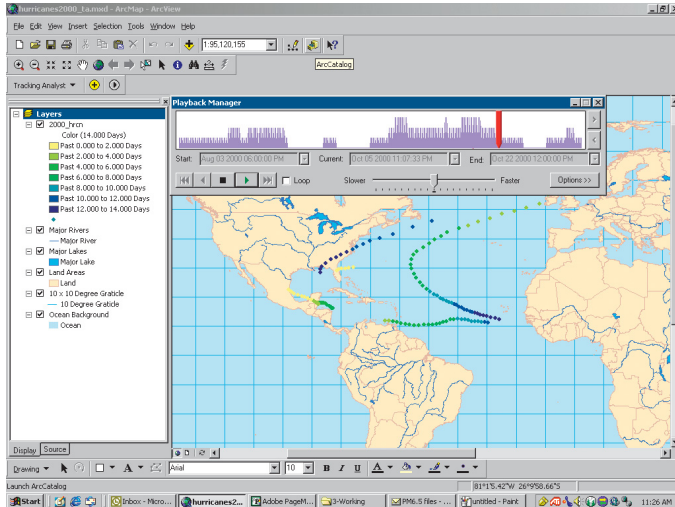 hurricanes2000_ta.mxd - ArcMap - ArcView
File Edit View Insert Selection Tools Window Help
1:95,120,155
ArcCatalog
Tracking Analyst
Layers
2000_hrcn
Color (14.000 Days)
Past 0.000 to 2.000 Days
Past 2.000 to 4.000 Days
Past 4.000 to 6.000 Days
Past 6.000 to 8.000 Days
Past 8.000 to 10.000 Days
Past 10.000 to 12.000 Days
Past 12.000 to 14.000 Days
Major Rivers
Major River
Major Lakes
Major Lake
Land Areas
Land
10 x 10 Degree Graticle
10 Degree Graticle
Ocean Background
Ocean
Playback Manager
Start: Aug 03 2000 06:00:00 PM Current: Oct 05 2000 11:07:33 PM End: Oct 22 2000 12:00:00 PM
Loop Slower Faster Options >>
Display Source
Drawing A Arial 10 B I U A
Launch ArcCatalog 81°15.42"W 26°9'58.66"S
Start Inbox - Micro... hurricanes2... Adobe PageM... 3-Working PM6.5 files - ... untitled - Paint 11:26 AM